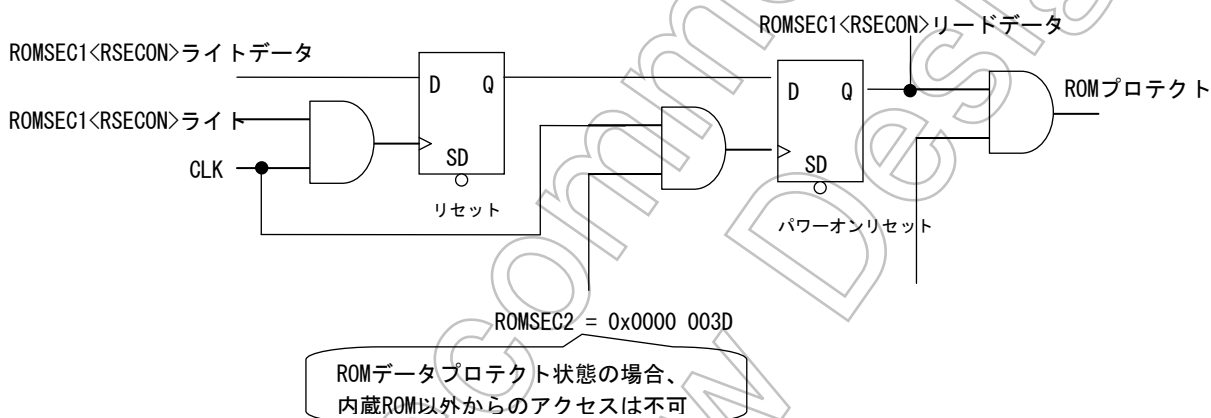 ROMSEC1<RSECON>リードデータ
ROMSEC1<RSECON>ライトデータ
D Q
D Q
ROMプロテクト
ROMSEC1<RSECON>ライト
CLK
SD
SD
リセット
パワーオンリセット
ROMSEC2 = 0x0000 003D
ROMデータプロテクト状態の場合、
内蔵ROM以外からのアクセスは不可